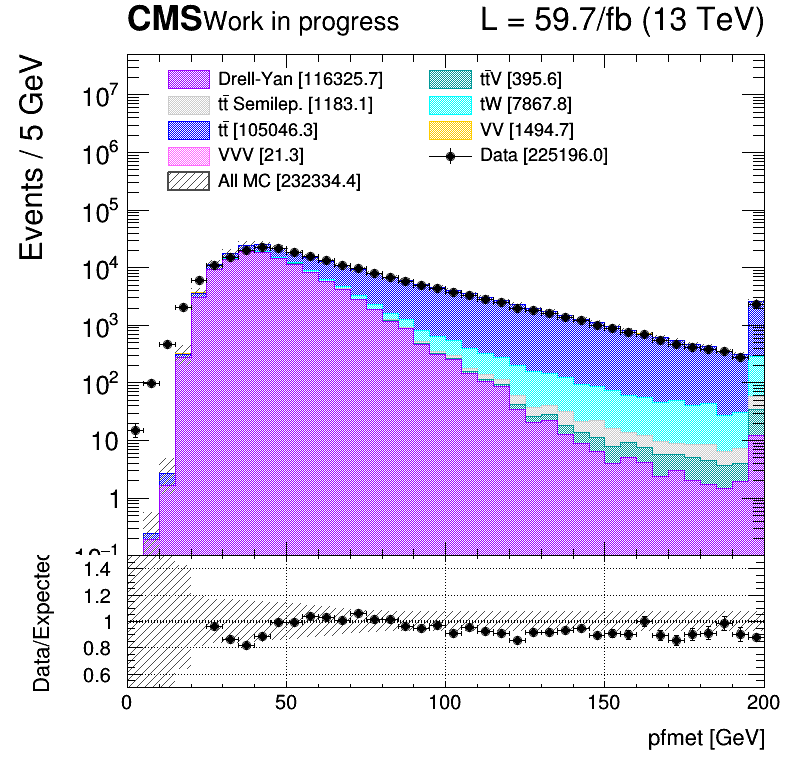 CMS Work in progress L = 59.7/fb (13 TeV)
Drell-Yan [116325.7] tt̄V [395.6]
tt̄ Semilep. [1183.1] tW [7867.8]
tt̄ [105046.3] VV [1494.7]
VVV [21.3] Data [225196.0]
All MC [232334.4]
Events / 5 GeV
10⁷
10⁶
10⁵
10⁴
10³
10²
10
1
10⁻¹
Data/Expected
1.4
1.2
1
0.8
0.6
0 50 100 150 200
pfmet [GeV]